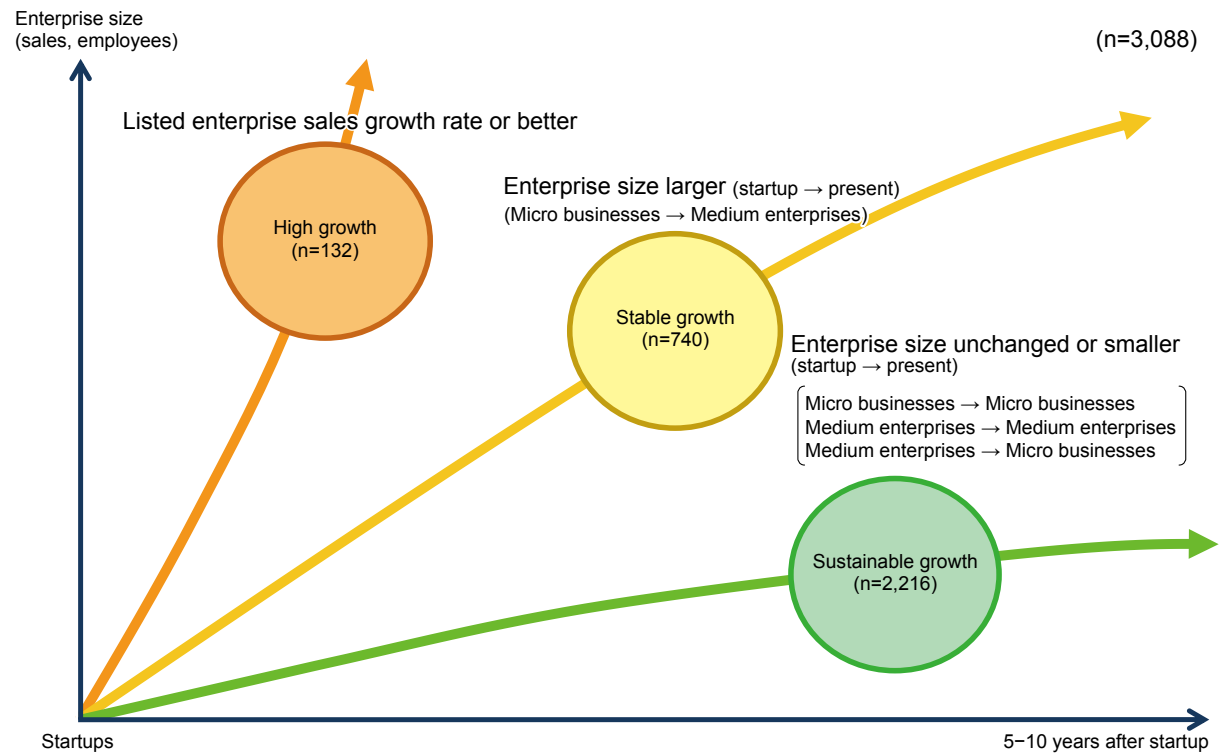 Enterprise size
(sales, employees)
(n=3,088)
Listed enterprise sales growth rate or better
High growth
(n=132)
Enterprise size larger (startup → present)
(Micro businesses → Medium enterprises)
Stable growth
(n=740)
Enterprise size unchanged or smaller
(startup → present)
Micro businesses → Micro businesses
Medium enterprises → Medium enterprises
Medium enterprises → Micro businesses
Sustainable growth
(n=2,216)
Startups
5−10 years after startup